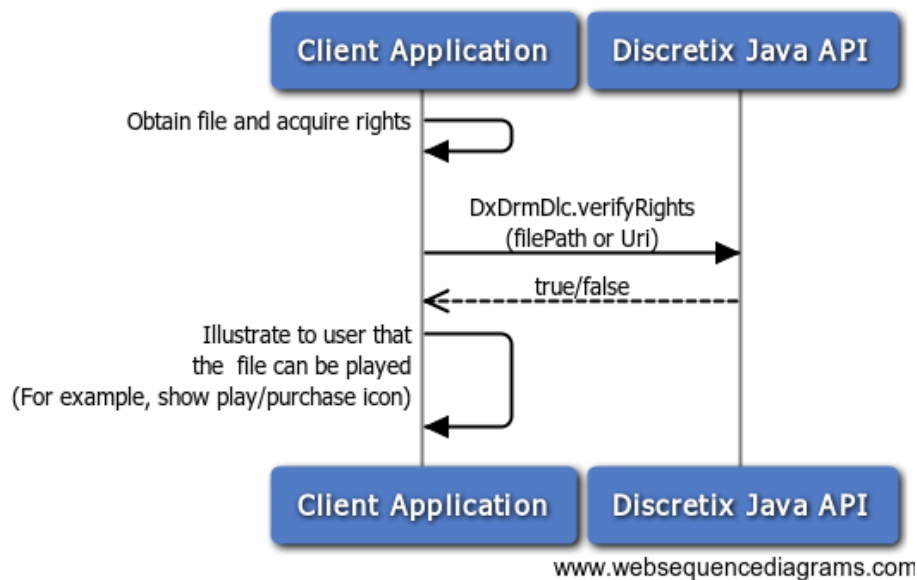 Client Application
Discretix Java API
Obtain file and acquire rights
DxDrmDlc.verifyRights
(filePath or Uri)
true/false
Illustrate to user that
the file can be played
(For example, show play/purchase icon)
Client Application
Discretix Java API
www.websequencediagrams.com